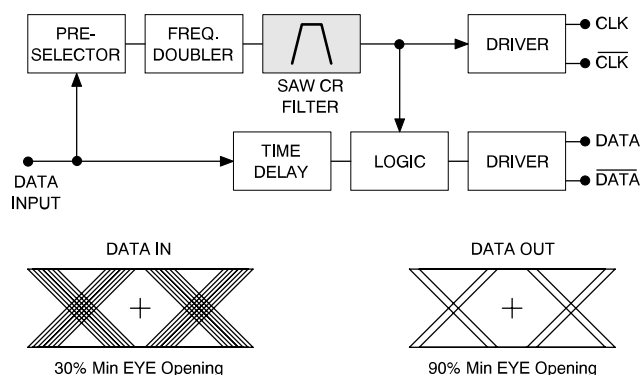 PRE-
SELECTOR
FREQ.
DOUBLER
SAW CR
FILTER
DRIVER
CLK
CLK
DATA
INPUT
TIME
DELAY
LOGIC
DRIVER
DATA
DATA
DATA IN
DATA OUT
30% Min EYE Opening
90% Min EYE Opening